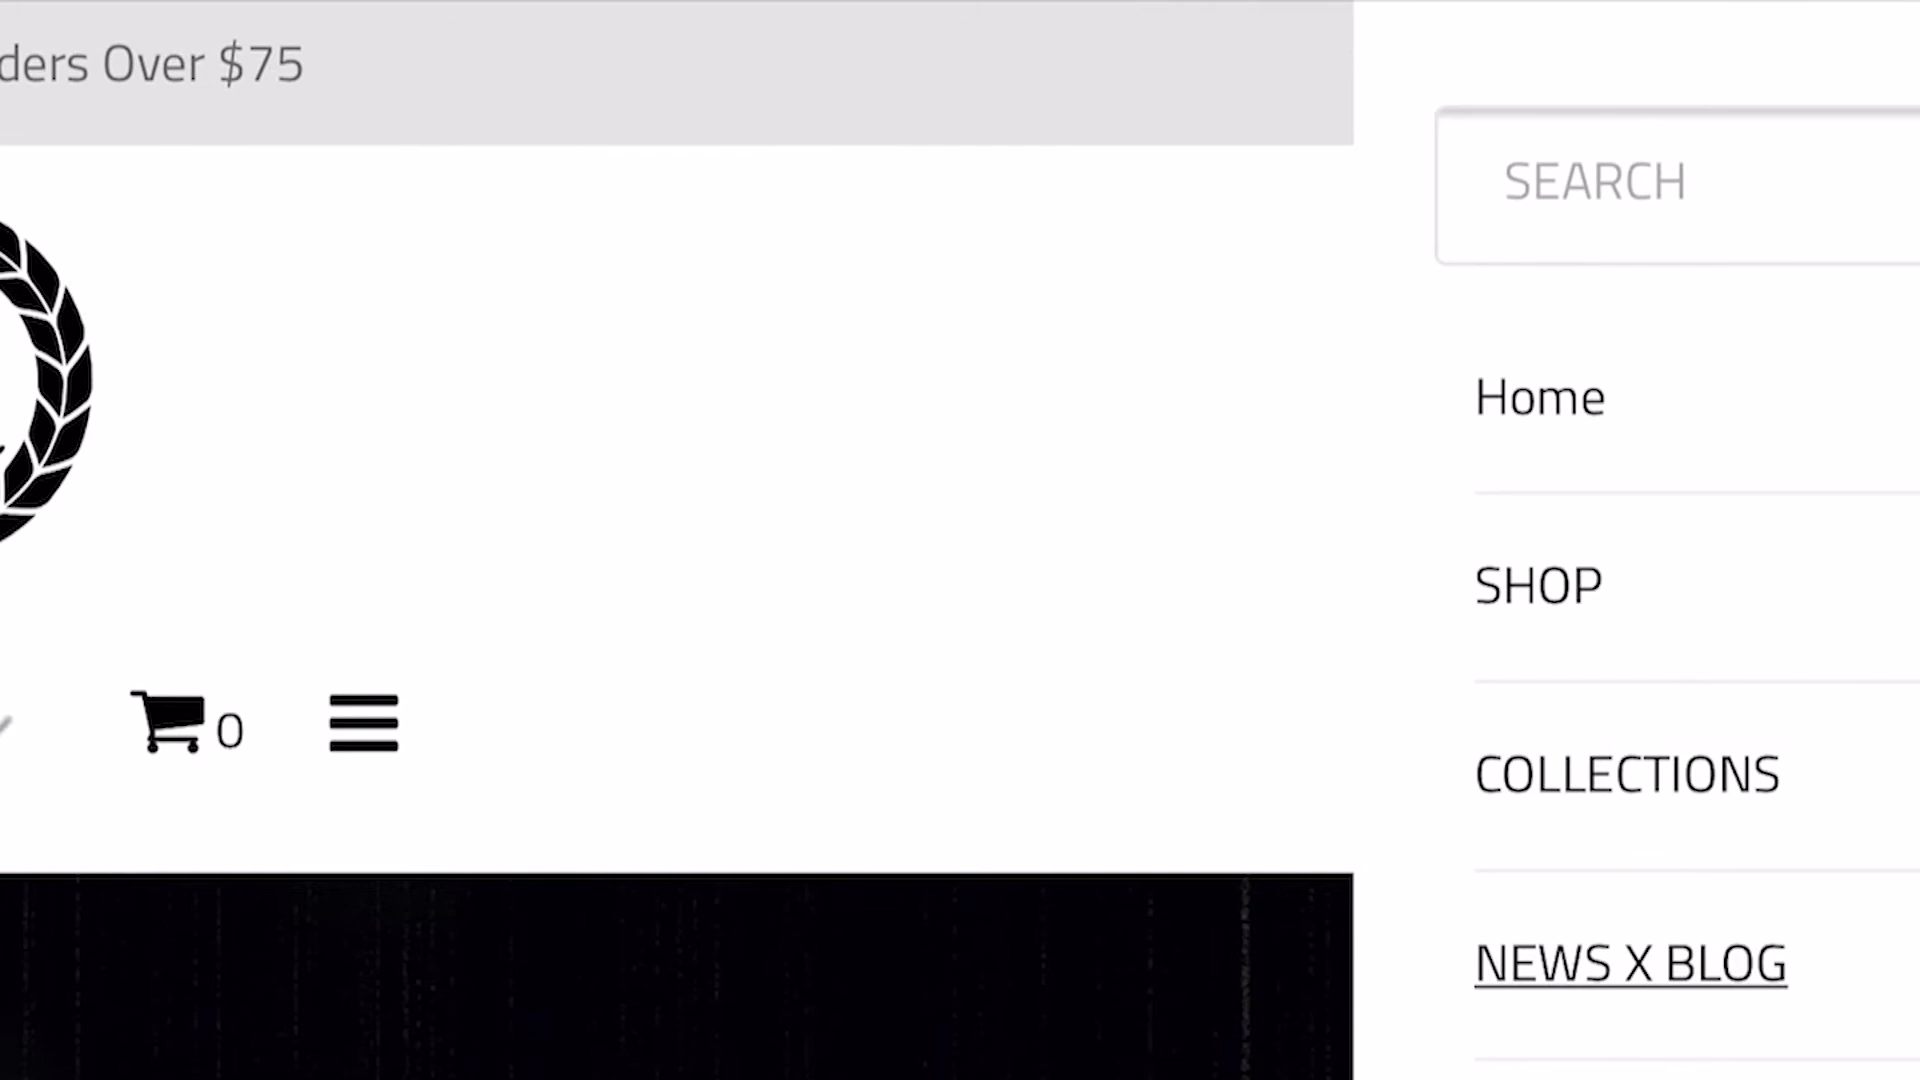 ders Over $75
SEARCH
Home
SHOP
0
COLLECTIONS
NEWS X BLOG